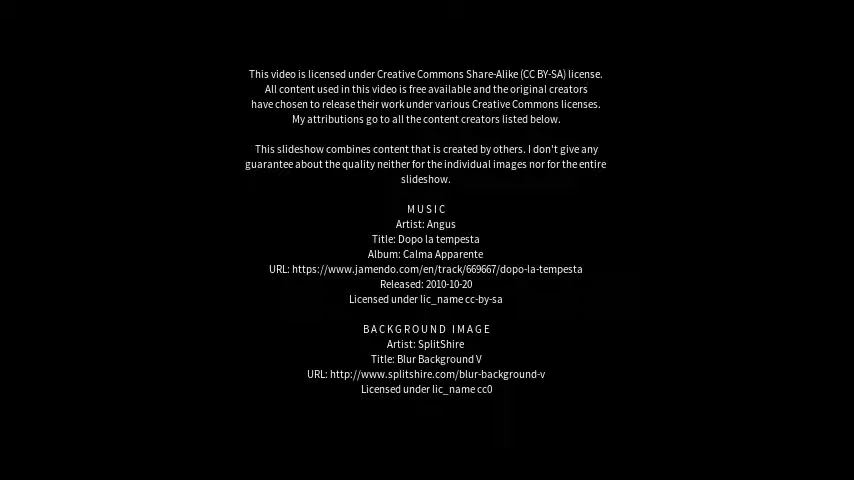 This video is licensed under Creative Commons Share-Alike (CC BY-SA) license.
All content used in this video is free available and the original creators
have chosen to release their work under various Creative Commons licenses.
My attributions go to all the content creators listed below.
This slideshow combines content that is created by others. I don't give any
guarantee about the quality neither for the individual images nor for the entire
slideshow.
MUSIC
Artist: Angus
Title: Dopo la tempesta
Album: Calma Apparente
URL: https://www.jamendo.com/en/track/669667/dopo-la-tempesta
Released: 2010-10-20
Licensed under lic_name cc-by-sa
BACKGROUND IMAGE
Artist: SplitShire
Title: Blur Background V
URL: http://www.splitshire.com/blur-background-v
Licensed under lic_name cc0